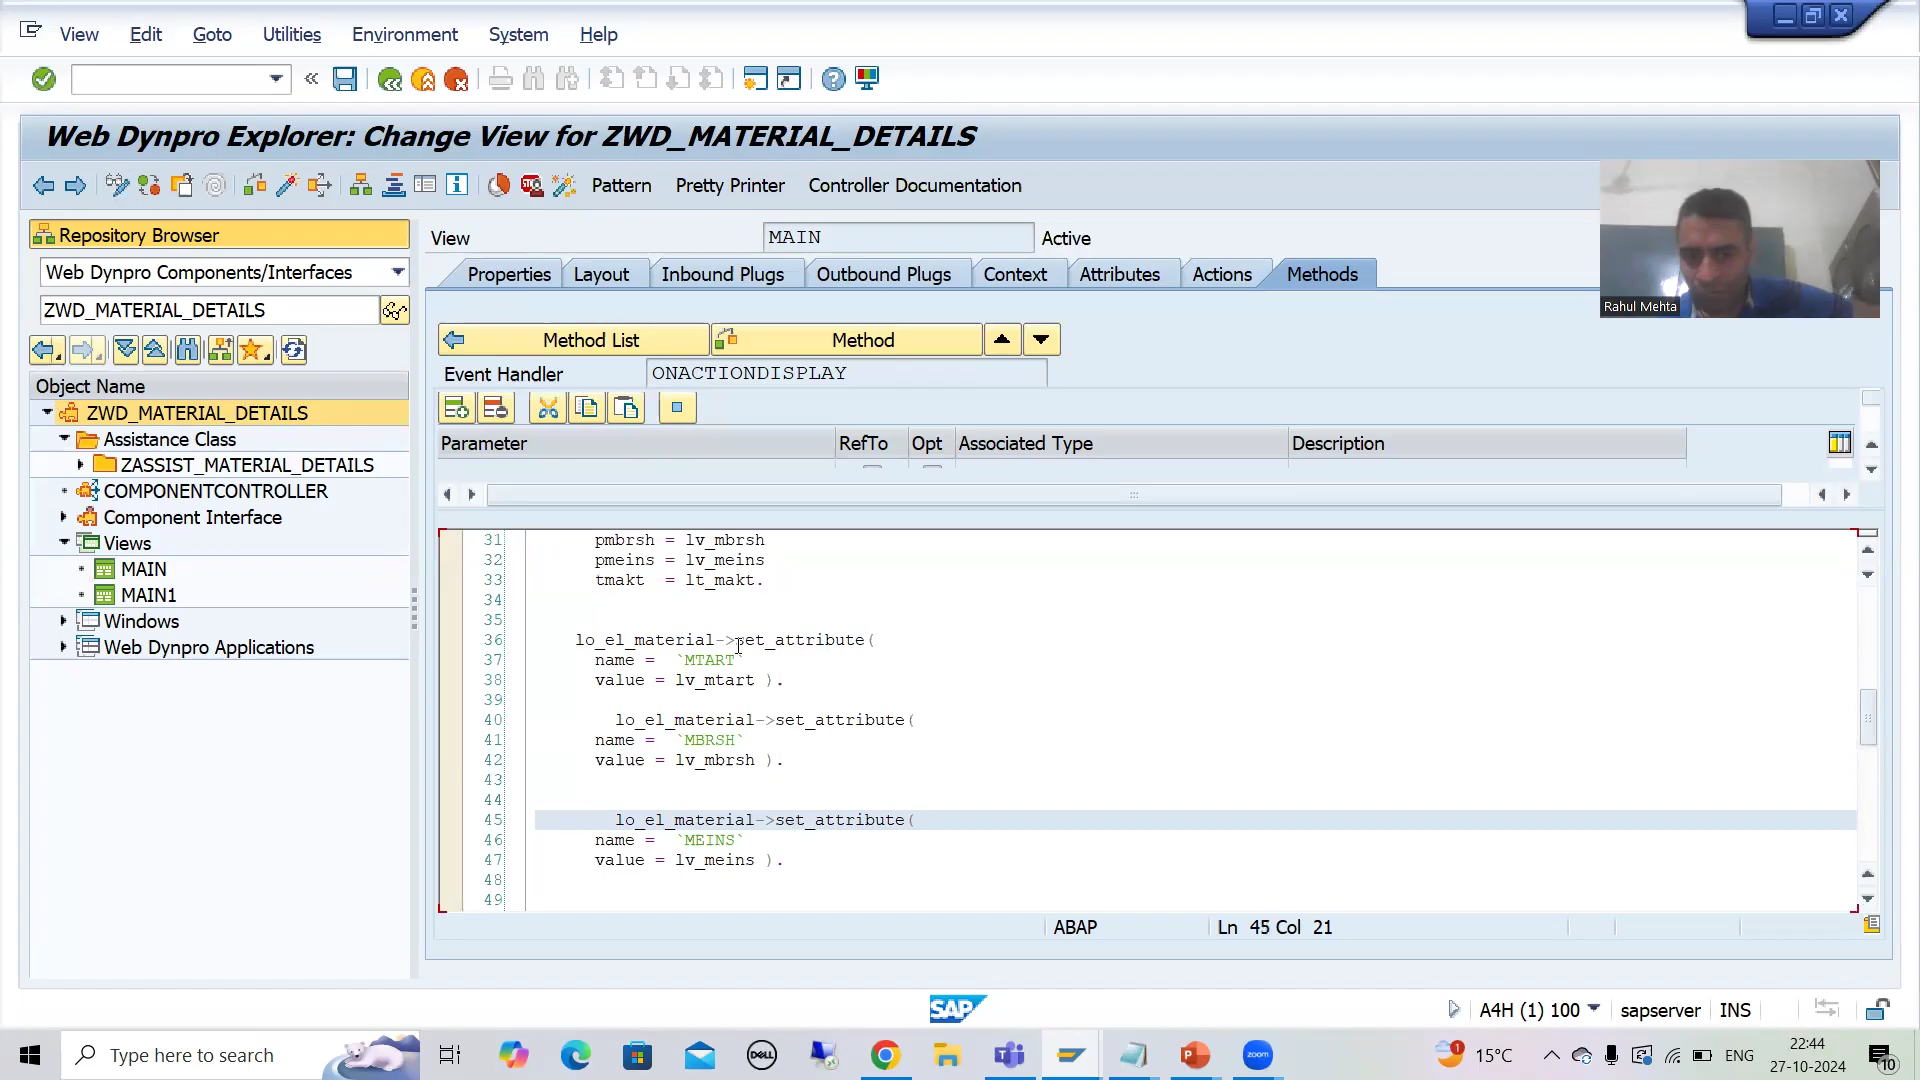 View Edit Goto Utilities Environment System Help
Web Dynpro Explorer: Change View for ZWD_MATERIAL_DETAILS
Pattern Pretty Printer Controller Documentation
Repository Browser
Web Dynpro Components/Interfaces
ZWD_MATERIAL_DETAILS
Object Name
ZWD_MATERIAL_DETAILS
Assistance Class
ZASSIST_MATERIAL_DETAILS
COMPONENTCONTROLLER
Component Interface
Views
MAIN
MAIN1
Windows
Web Dynpro Applications
View MAIN Active
Properties Layout Inbound Plugs Outbound Plugs Context Attributes Actions Methods
Method List Method
Event Handler ONACTIONDISPLAY
Parameter RefTo Opt Associated Type Description
31 pmbrsh = lv_mbrsh
32 pmeins = lv_meins
33 tmakt  = lt_makt.
34
35
36 lo_el_material->set_attribute(
37 name =  `MTART`
38 value = lv_mtart ).
39
40 lo_el_material->set_attribute(
41 name =  `MBRSH`
42 value = lv_mbrsh ).
43
44
45 lo_el_material->set_attribute(
46 name =  `MEINS`
47 value = lv_meins ).
48
49
ABAP Ln 45 Col 21
Rahul Mehta
SAP
A4H (1) 100 sapserver INS
Type here to search
DELL
zoom
1
15°C
ENG
22:44
27-10-2024
10